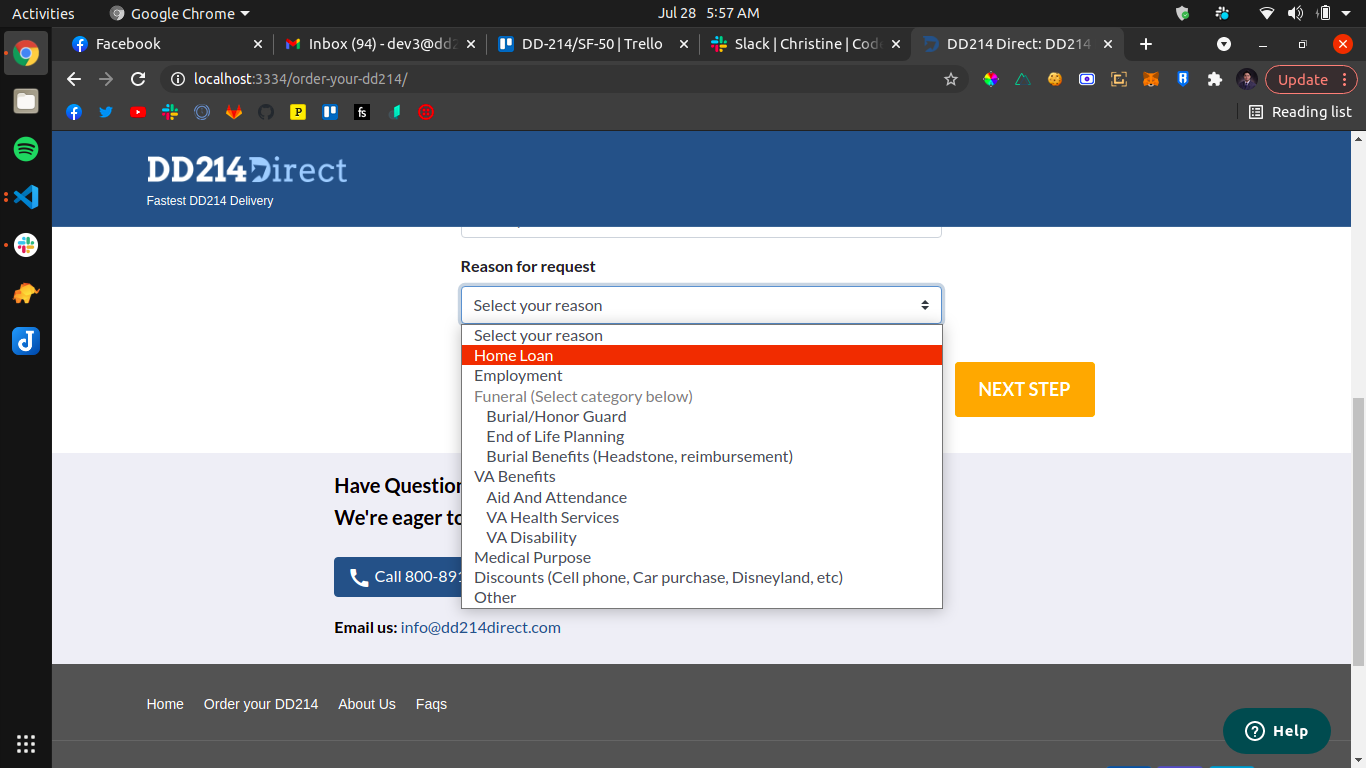 Activities Google Chrome Jul 28 5:57 AM
Facebook Inbox (94) - dev3@dd2 DD-214/SF-50 | Trello Slack | Christine | Cod DD214 Direct: DD214
localhost:3334/order-your-dd214/ Update
Reading list
DD214Direct
Fastest DD214 Delivery
Reason for request
Select your reason
Select your reason
Home Loan
Employment
Funeral (Select category below)
NEXT STEP
Burial/Honor Guard
End of Life Planning
Burial Benefits (Headstone, reimbursement)
VA Benefits
Aid And Attendance
VA Health Services
VA Disability
Medical Purpose
Discounts (Cell phone, Car purchase, Disneyland, etc)
Other
Have Question
We're eager to
Call 800-891
Email us: info@dd214direct.com
Home Order your DD214 About Us Faqs
Help